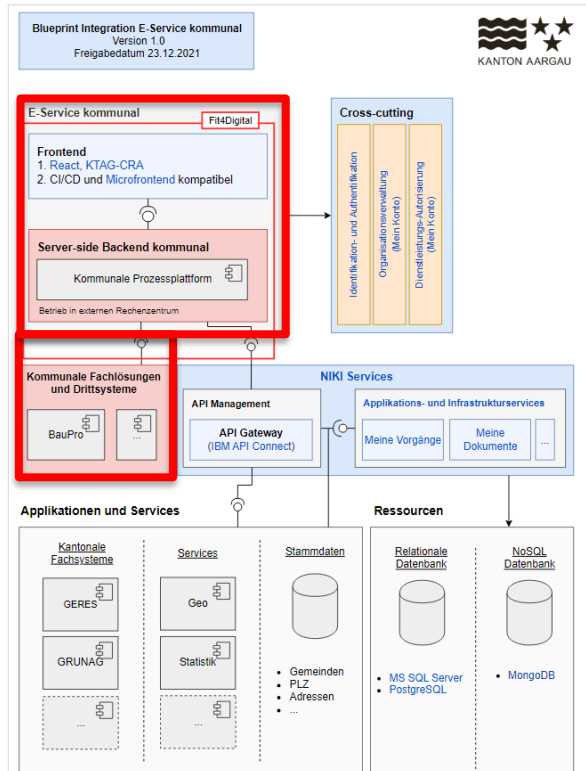 Blueprint Integration E-Service kommunal
Version 1.0
Freigabedatum 23.12.2021
KANTON AARGAU
E-Service kommunal
Fit4Digital
Frontend
1. React, KTAG-CRA
2. CI/CD und Microfrontend kompatibel
Server-side Backend kommunal
Kommunale Prozessplattform
Betrieb in externen Rechenzentrum
Cross-cutting
Identifikation- und Authentifikation
Organisationsverwaltung
(Mein Konto)
Dienstleistungs-Autorisierung
(Mein Konto)
Kommunale Fachlösungen
und Drittsysteme
BauPro
...
NIKI Services
API Management
API Gateway
(IBM API Connect)
Applikations- und Infrastrukturservices
Meine Vorgänge
Meine
Dokumente
...
Applikationen und Services
Kantonale
Fachsysteme
GERES
GRUNAG
...
Services
Geo
Statistik
...
Stammdaten
• Gemeinden
• PLZ
• Adressen
• ...
Ressourcen
Relationale
Datenbank
• MS SQL Server
• PostgreSQL
NoSQL
Datenbank
• MongoDB